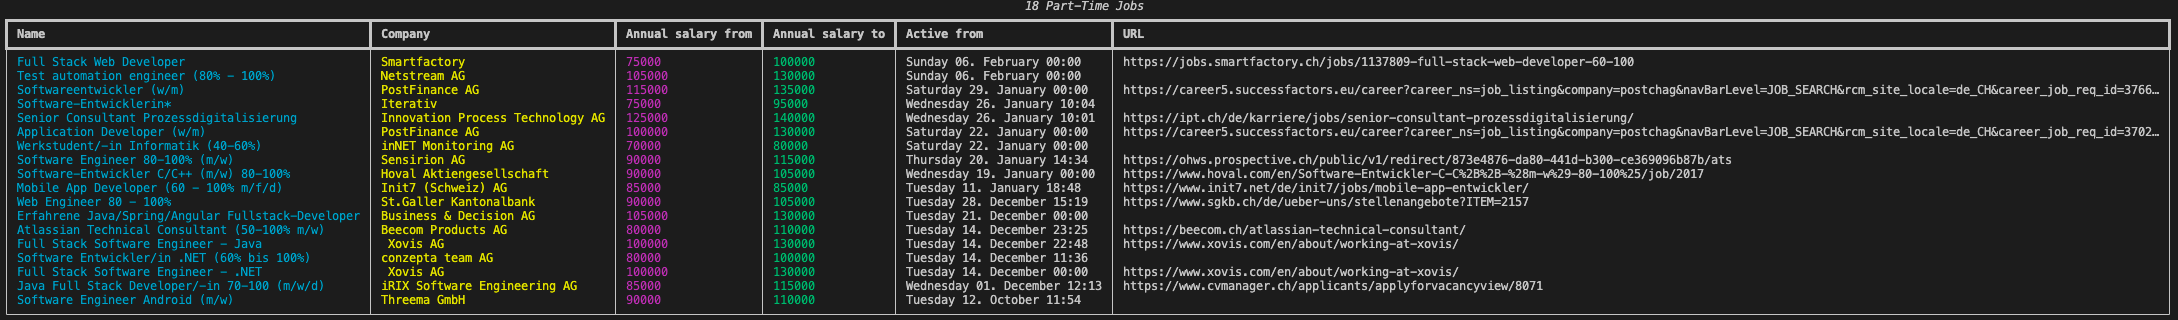 18 Part-Time Jobs
Name Company Annual salary from Annual salary to Active from URL
Full Stack Web Developer Smartfactory 75000 100000 Sunday 06. February 00:00 https://jobs.smartfactory.ch/jobs/1137809-full-stack-web-developer-60-100
Test automation engineer (80% - 100%) Netstream AG 105000 130000 Sunday 06. February 00:00
Softwareentwickler (w/m) PostFinance AG 115000 135000 Saturday 29. January 00:00 https://career5.successfactors.eu/career?career_ns=job_listing&company=postchag&navBarLevel=JOB_SEARCH&rcm_site_locale=de_CH&career_job_req_id=3766…
Software-Entwicklerin* Iterativ 75000 95000 Wednesday 26. January 10:04
Senior Consultant Prozessdigitalisierung Innovation Process Technology AG 125000 140000 Wednesday 26. January 10:01 https://ipt.ch/de/karriere/jobs/senior-consultant-prozessdigitalisierung/
Application Developer (w/m) PostFinance AG 100000 130000 Saturday 22. January 00:00 https://career5.successfactors.eu/career?career_ns=job_listing&company=postchag&navBarLevel=JOB_SEARCH&rcm_site_locale=de_CH&career_job_req_id=3702…
Werkstudent/-in Informatik (40-60%) inNET Monitoring AG 70000 80000 Saturday 22. January 00:00
Software Engineer 80-100% (m/w) Sensirion AG 90000 115000 Thursday 20. January 14:34 https://ohws.prospective.ch/public/v1/redirect/873e4876-da80-441d-b300-ce369096b87b/ats
Software-Entwickler C/C++ (m/w) 80-100% Hoval Aktiengesellschaft 90000 105000 Wednesday 19. January 00:00 https://www.hoval.com/en/Software-Entwickler-C-C%2B%2B-%28m-w%29-80-100%25/job/2017
Mobile App Developer (60 - 100% m/f/d) Init7 (Schweiz) AG 85000 85000 Tuesday 11. January 18:48 https://www.init7.net/de/init7/jobs/mobile-app-entwickler/
Web Engineer 80 - 100% St.Galler Kantonalbank 90000 105000 Tuesday 28. December 15:19 https://www.sgkb.ch/de/ueber-uns/stellenangebote?ITEM=2157
Erfahrene Java/Spring/Angular Fullstack-Developer Business & Decision AG 105000 130000 Tuesday 21. December 00:00
Atlassian Technical Consultant (50-100% m/w) Beecom Products AG 80000 110000 Tuesday 14. December 23:25 https://beecom.ch/atlassian-technical-consultant/
Full Stack Software Engineer - Java Xovis AG 100000 130000 Tuesday 14. December 22:48 https://www.xovis.com/en/about/working-at-xovis/
Software Entwickler/in .NET (60% bis 100%) conzepta team AG 80000 100000 Tuesday 14. December 11:36
Full Stack Software Engineer - .NET Xovis AG 100000 130000 Tuesday 14. December 00:00 https://www.xovis.com/en/about/working-at-xovis/
Java Full Stack Developer/-in 70-100 (m/w/d) iRIX Software Engineering AG 85000 115000 Wednesday 01. December 12:13 https://www.cvmanager.ch/applicants/applyforvacancyview/8071
Software Engineer Android (m/w) Threema GmbH 90000 110000 Tuesday 12. October 11:54